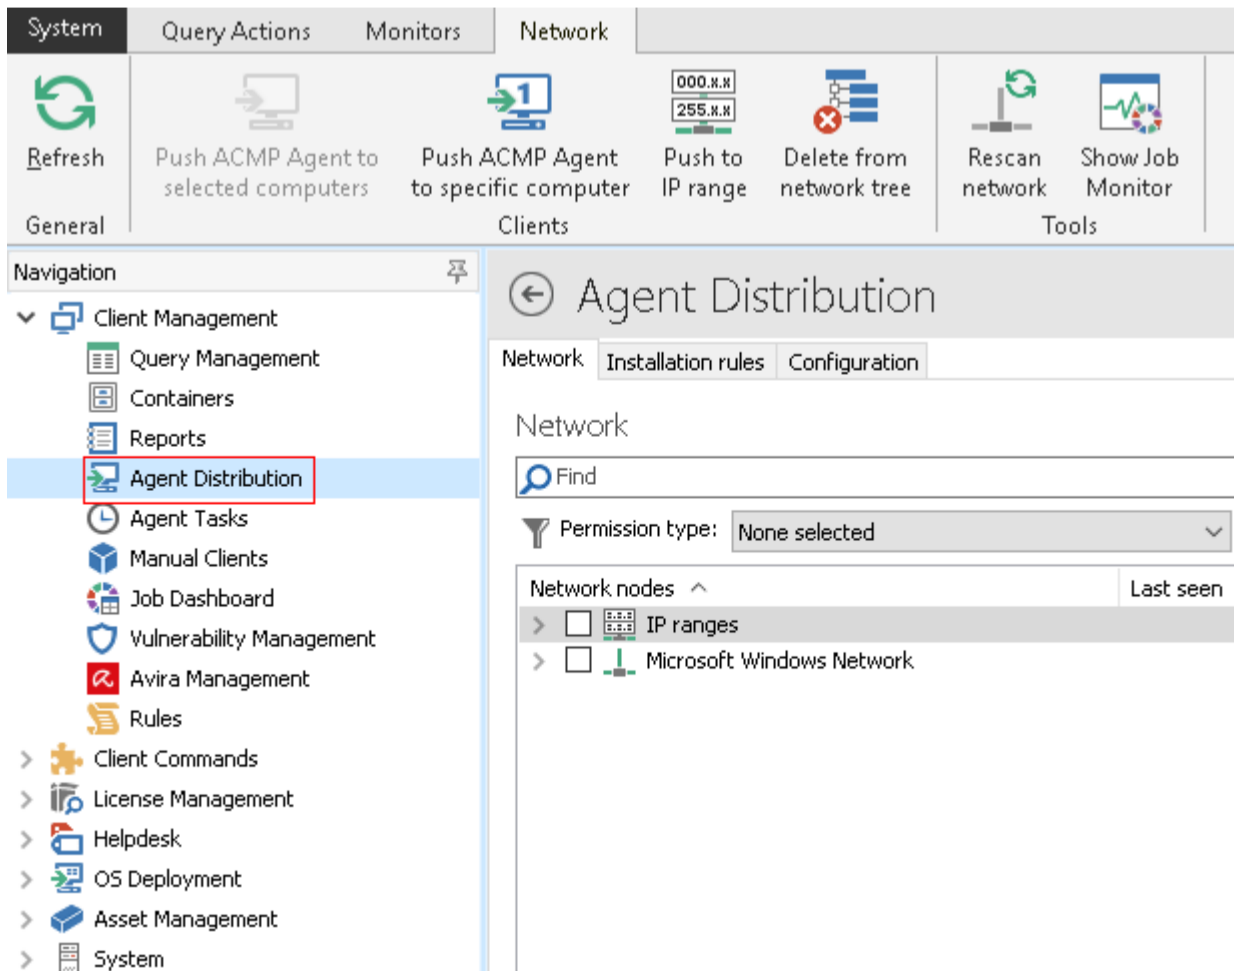 System Query Actions Monitors Network
000.x.x
255.x.x
1
Refresh Push ACMP Agent to Push ACMP Agent Push to Delete from Rescan Show Job
selected computers to specific computer IP range network tree network Monitor
General Clients Tools
Navigation
Client Management
Query Management
Containers
Reports
Agent Distribution
Agent Tasks
Manual Clients
Job Dashboard
Vulnerability Management
Avira Management
Rules
Client Commands
License Management
Helpdesk
OS Deployment
Asset Management
System
Agent Distribution
Network Installation rules Configuration
Network
Find
Permission type: None selected
Network nodes Last seen
IP ranges
Microsoft Windows Network